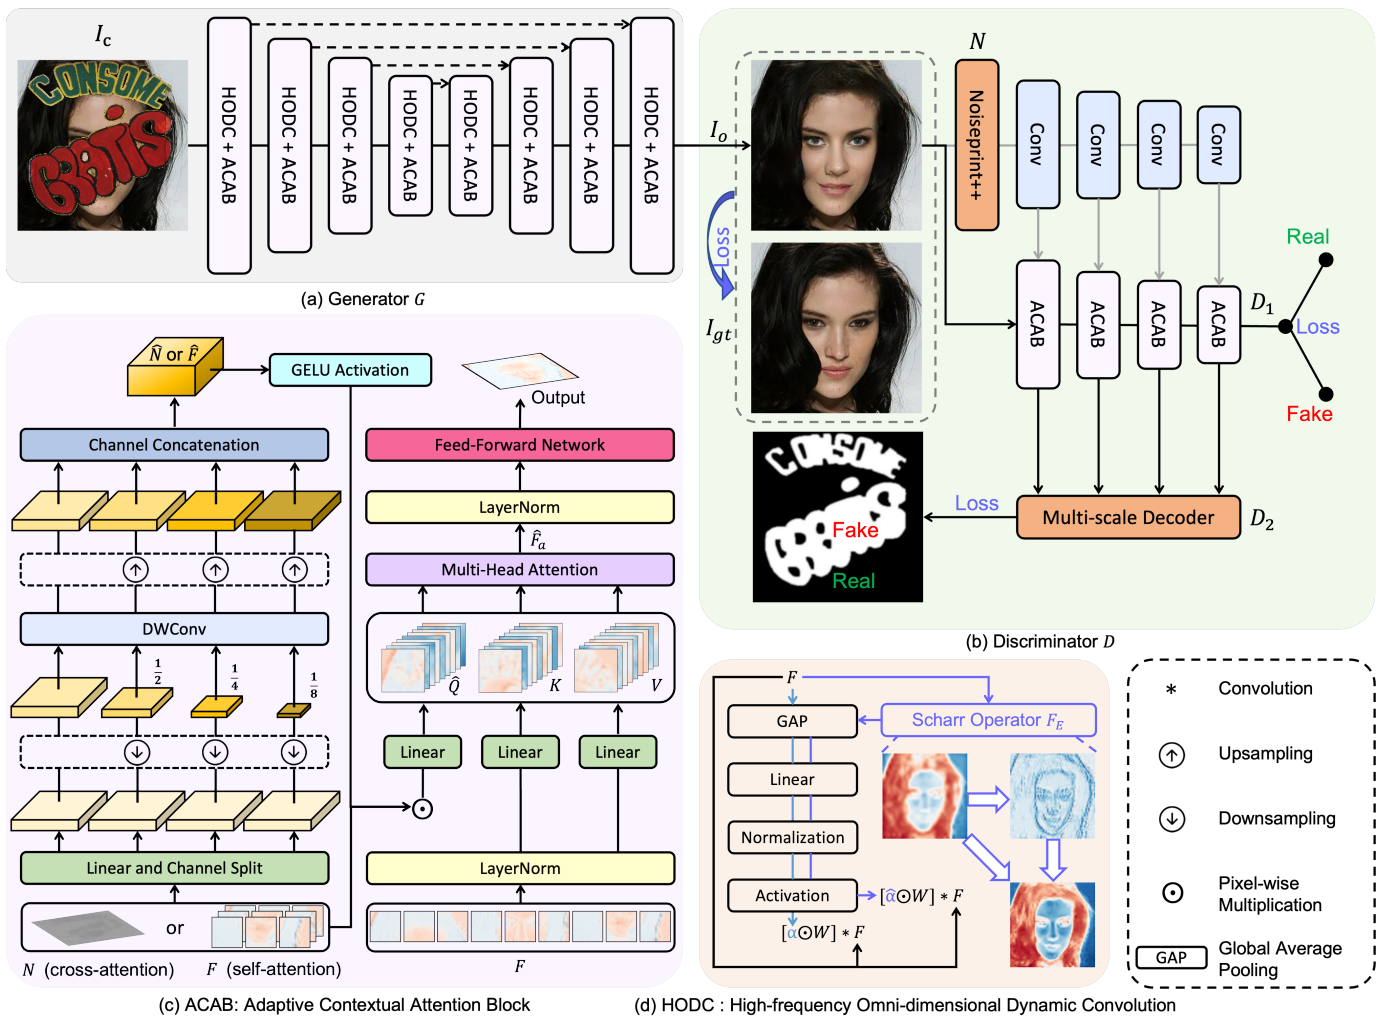 I_c
CONSOME
GRATIS
HODC + ACAB
HODC + ACAB
HODC + ACAB
HODC + ACAB
HODC + ACAB
HODC + ACAB
HODC + ACAB
HODC + ACAB
(a) Generator G
I_o
Loss
I_gt
N
Noiseprint++
Conv
Conv
Conv
Conv
ACAB
ACAB
ACAB
ACAB
D_1
Real
Loss
Fake
Multi-scale Decoder
D_2
Loss
CONSOME
Fake
Real
(b) Discriminator D
N̂ or F̂
GELU Activation
Channel Concatenation
DWConv
1/2
1/4
1/8
Linear and Channel Split
or
N (cross-attention)
F (self-attention)
Output
Feed-Forward Network
LayerNorm
F̂_a
Multi-Head Attention
Q̂
K
V
Linear
Linear
Linear
LayerNorm
F
(c) ACAB: Adaptive Contextual Attention Block
F
GAP
Scharr Operator F_E
Linear
Normalization
Activation
[α̂⊙W] * F
[α⊙W] * F
(d) HODC : High-frequency Omni-dimensional Dynamic Convolution
* Convolution
Upsampling
Downsampling
Pixel-wise
Multiplication
GAP
Global Average
Pooling